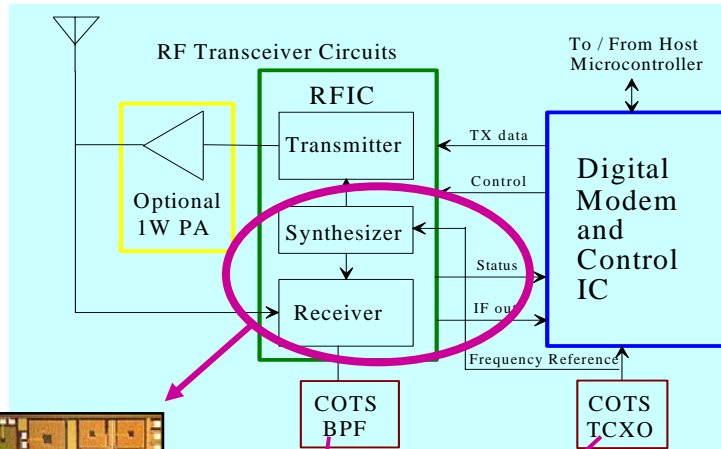 RF Transceiver Circuits
To / From Host
Microcontroller
RFIC
Transmitter
TX data
Digital
Modem
and
Control
IC
Control
Optional
1W PA
Synthesizer
Status
Receiver
IF out
Frequency Reference
COTS
BPF
COTS
TCXO